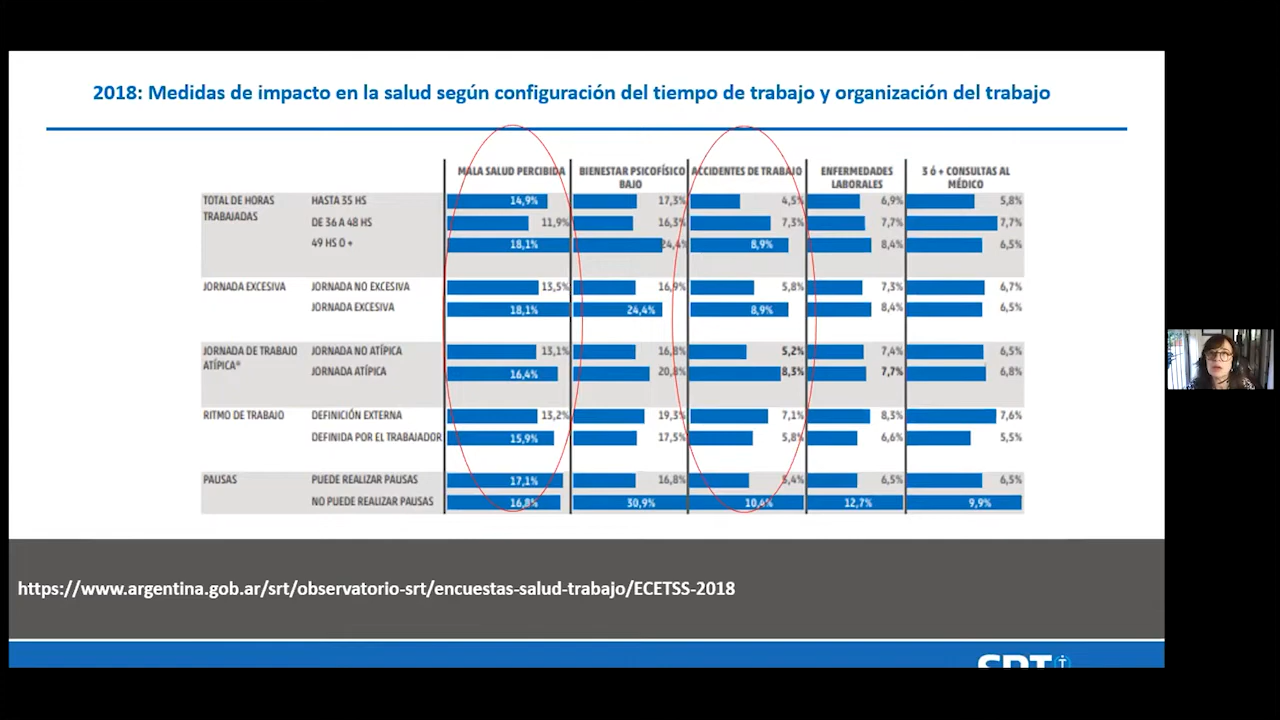 2018: Medidas de impacto en la salud según configuración del tiempo de trabajo y organización del trabajo
MALA SALUD PERCIBIDA BIENESTAR PSICOFÍSICO BAJO ACCIDENTES DE TRABAJO ENFERMEDADES LABORALES 3 ó + CONSULTAS AL MÉDICO
TOTAL DE HORAS TRABAJADAS HASTA 35 HS 14,9% 17,3% 4,5% 6,9% 5,8%
DE 36 A 48 HS 11,9% 16,3% 7,3% 7,7% 7,7%
49 HS O + 18,1% 24,4% 8,9% 8,4% 6,5%
JORNADA EXCESIVA JORNADA NO EXCESIVA 13,5% 16,9% 5,8% 7,3% 6,7%
JORNADA EXCESIVA 18,1% 24,4% 8,9% 8,4% 6,5%
JORNADA DE TRABAJO ATÍPICA* JORNADA NO ATÍPICA 13,1% 16,8% 5,2% 7,4% 6,5%
JORNADA ATÍPICA 16,4% 20,8% 8,3% 7,7% 6,8%
RITMO DE TRABAJO DEFINICIÓN EXTERNA 13,2% 19,3% 7,1% 8,3% 7,6%
DEFINIDA POR EL TRABAJADOR 15,9% 17,5% 5,8% 6,6% 5,5%
PAUSAS PUEDE REALIZAR PAUSAS 17,1% 16,8% 5,4% 6,5% 6,5%
NO PUEDE REALIZAR PAUSAS 16,8% 30,9% 10,4% 12,7% 9,9%
https://www.argentina.gob.ar/srt/observatorio-srt/encuestas-salud-trabajo/ECETSS-2018
SRT